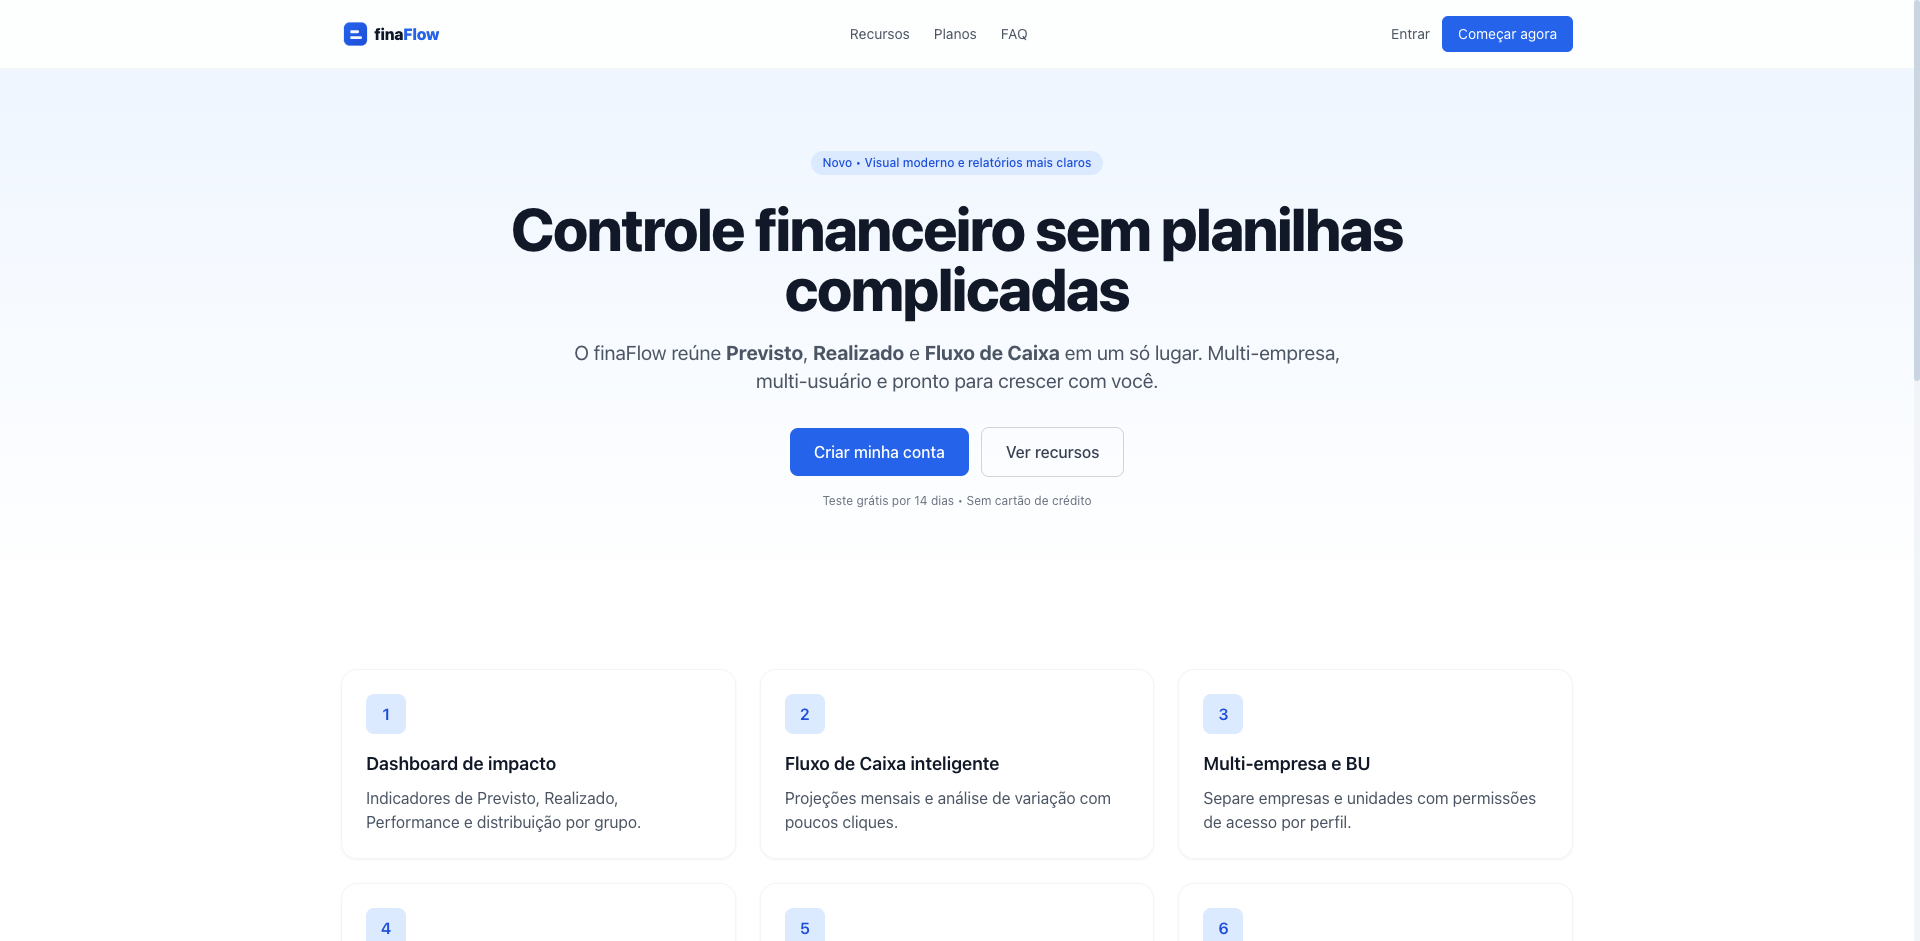 finaFlow
Recursos
Planos
FAQ
Entrar
Começar agora
Novo • Visual moderno e relatórios mais claros
Controle financeiro sem planilhas
complicadas
O finaFlow reúne Previsto, Realizado e Fluxo de Caixa em um só lugar. Multi-empresa,
multi-usuário e pronto para crescer com você.
Criar minha conta
Ver recursos
Teste grátis por 14 dias • Sem cartão de crédito
1
Dashboard de impacto
Indicadores de Previsto, Realizado,
Performance e distribuição por grupo.
2
Fluxo de Caixa inteligente
Projeções mensais e análise de variação com
poucos cliques.
3
Multi-empresa e BU
Separe empresas e unidades com permissões
de acesso por perfil.
4
5
6